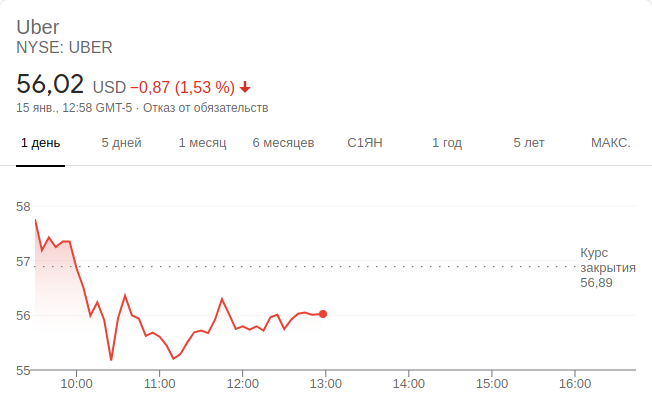 Uber
NYSE: UBER
56,02 USD −0,87 (1,53 %)
15 янв., 12:58 GMT-5 · Отказ от обязательств
1 день 5 дней 1 месяц 6 месяцев С1ЯН 1 год 5 лет МАКС.
58
57
56
55
Курс
закрытия
56,89
10:00 11:00 12:00 13:00 14:00 15:00 16:00